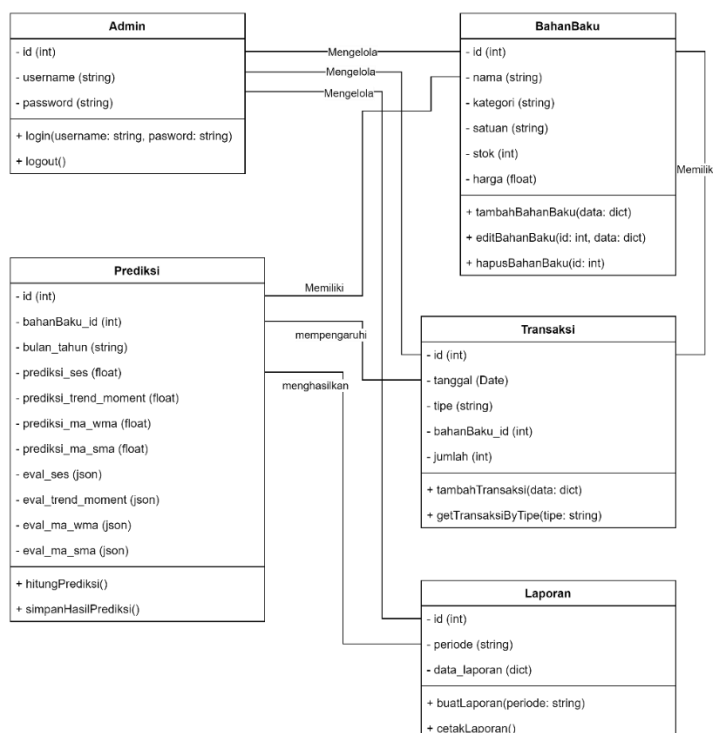 Admin
- id (int)
- username (string)
- password (string)
+ login(username: string, pasword: string)
+ logout()
Mengelola
Mengelola
Mengelola
BahanBaku
- id (int)
- nama (string)
- kategori (string)
- satuan (string)
- stok (int)
- harga (float)
+ tambahBahanBaku(data: dict)
+ editBahanBaku(id: int, data: dict)
+ hapusBahanBaku(id: int)
Memilik
Prediksi
- id (int)
- bahanBaku_id (int)
- bulan_tahun (string)
- prediksi_ses (float)
- prediksi_trend_moment (float)
- prediksi_ma_wma (float)
- prediksi_ma_sma (float)
- eval_ses (json)
- eval_trend_moment (json)
- eval_ma_wma (json)
- eval_ma_sma (json)
+ hitungPrediksi()
+ simpanHasilPrediksi()
Memiliki
mempengaruhi
menghasilkan
Transaksi
- id (int)
- tanggal (Date)
- tipe (string)
- bahanBaku_id (int)
- jumlah (int)
+ tambahTransaksi(data: dict)
+ getTransaksiByTipe(tipe: string)
Laporan
- id (int)
- periode (string)
- data_laporan (dict)
+ buatLaporan(periode: string)
+ cetakLaporan()